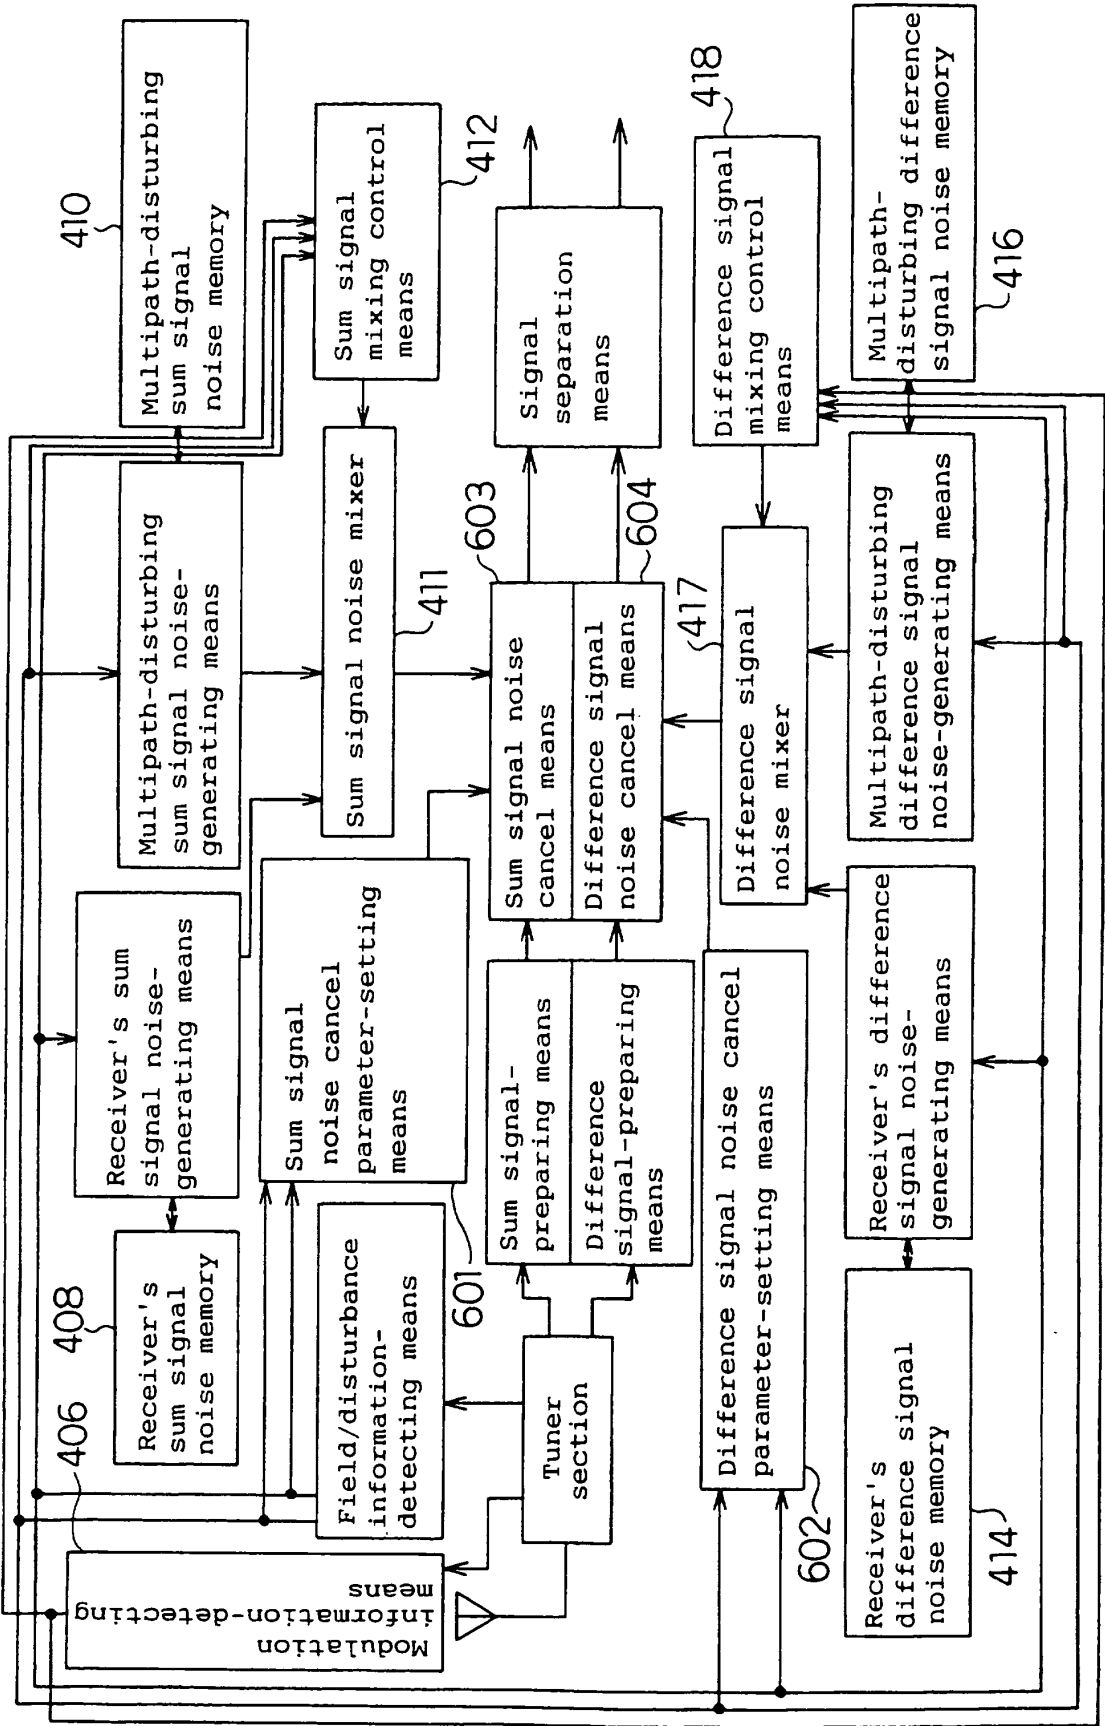 406
Modulation
information-detecting
means
408
Receiver's
sum signal
noise memory
Receiver's sum
signal noise-
generating means
Multipath-disturbing
sum signal noise-
generating means
410
Multipath-disturbing
sum signal
noise memory
Field/disturbance
information-
detecting means
601
Sum signal
noise cancel
parameter-setting
means
Sum signal noise mixer
411
Sum signal
mixing control
means
412
Tuner
section
Sum signal-
preparing means
Difference
signal-preparing
means
603
Sum signal noise
cancel means
Difference signal
noise cancel means
604
Signal
separation
means
602
Difference signal noise cancel
parameter-setting means
417
Difference signal
noise mixer
418
Difference signal
mixing control
means
414
Receiver's
difference signal
noise memory
Receiver's difference
signal noise-
generating means
Multipath-disturbing
difference signal
noise-generating means
Multipath-
disturbing difference
signal noise memory
416